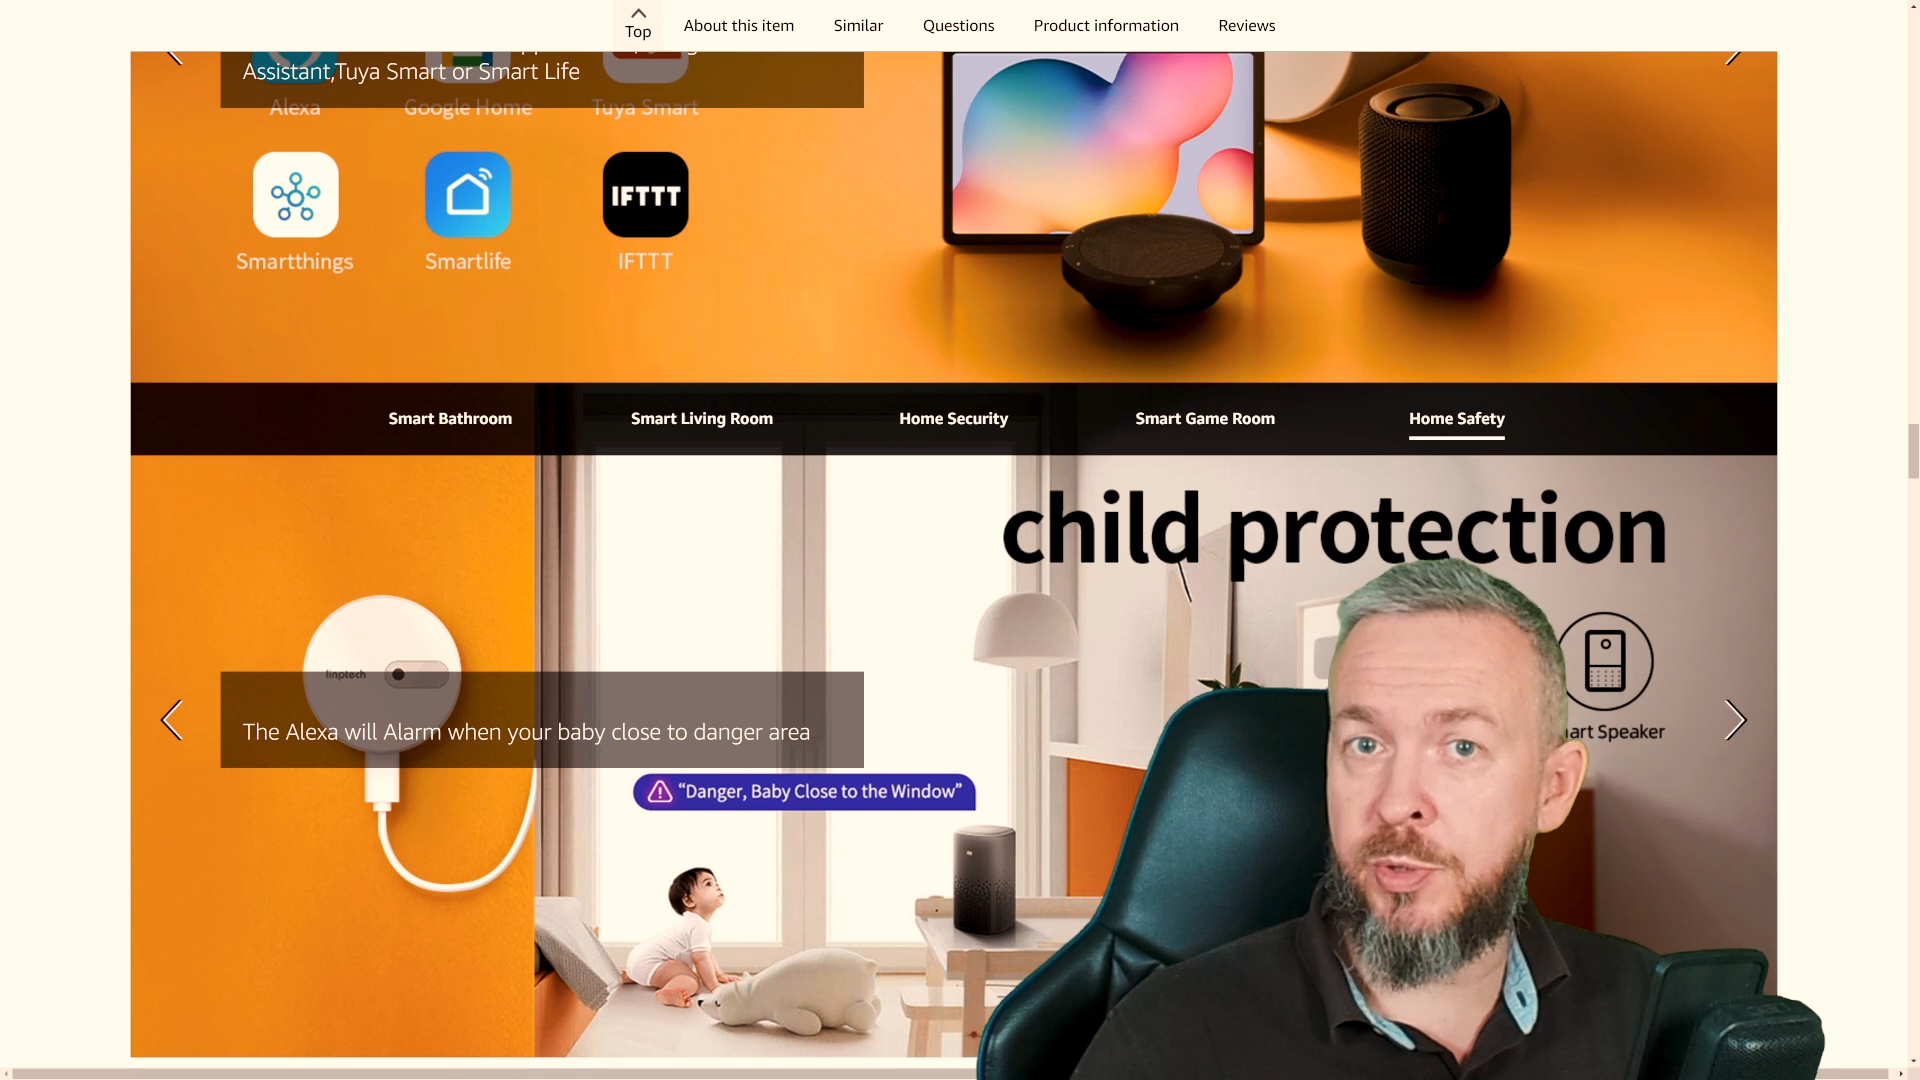 Top
About this item
Similar
Questions
Product information
Reviews
Assistant,Tuya Smart or Smart Life
Alexa
Google Home
Tuya Smart
IFTTT
Smartthings
Smartlife
IFTTT
Smart Bathroom
Smart Living Room
Home Security
Smart Game Room
Home Safety
child protection
linptech
art Speaker
The Alexa will Alarm when your baby close to danger area
“Danger, Baby Close to the Window”